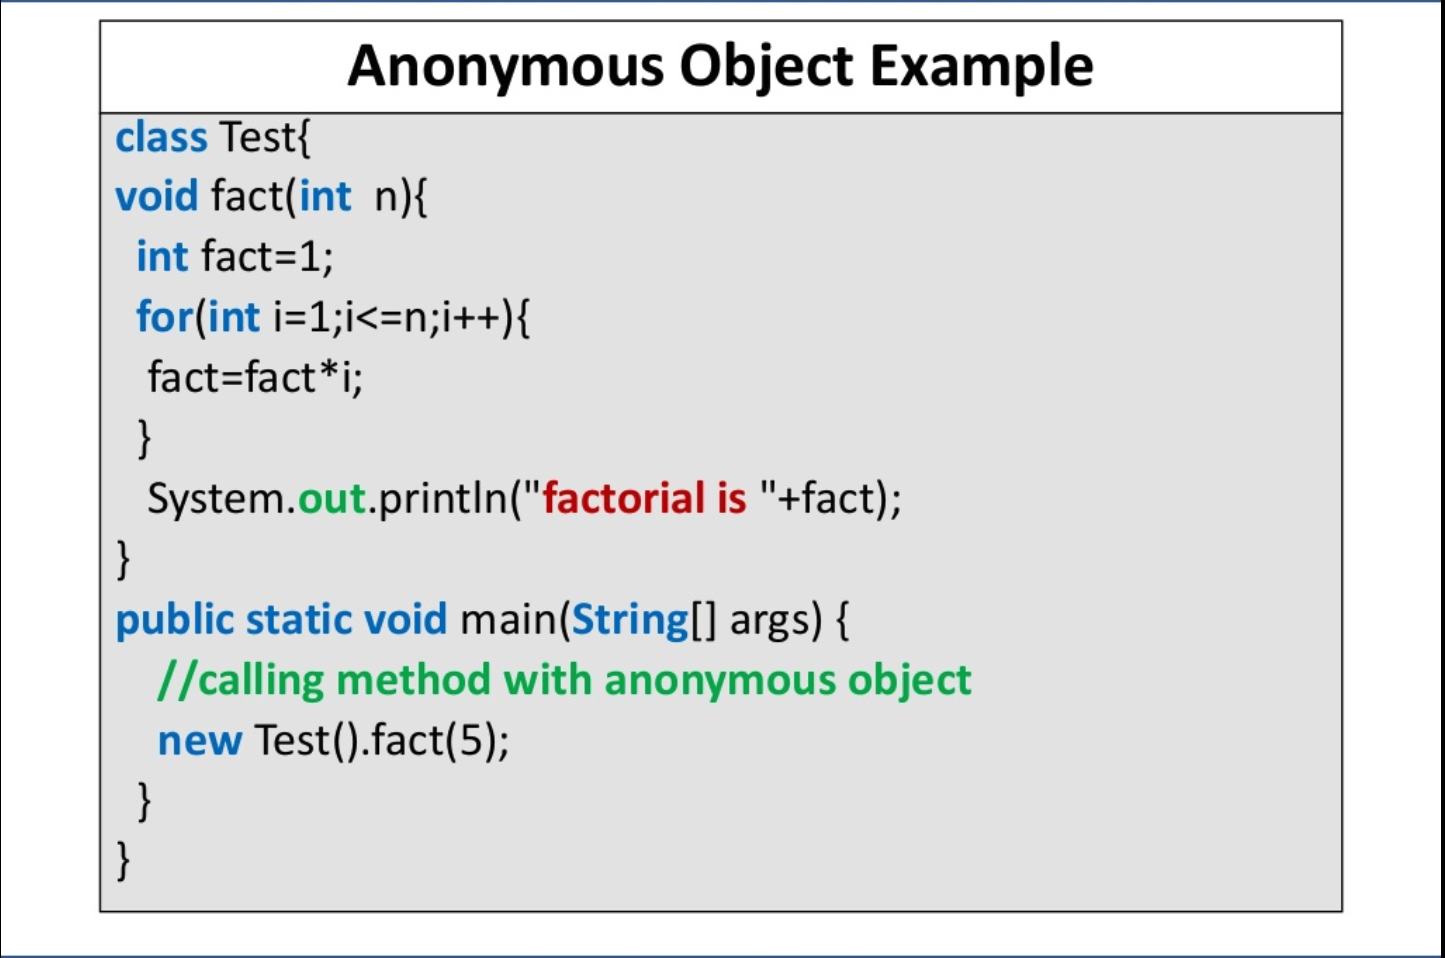 Anonymous Object Example
class Test{
void fact(int  n){
int fact=1;
for(int i=1;i<=n;i++){
fact=fact*i;
}
System.out.println("factorial is "+fact);
}
public static void main(String[] args) {
//calling method with anonymous object
new Test().fact(5);
}
}